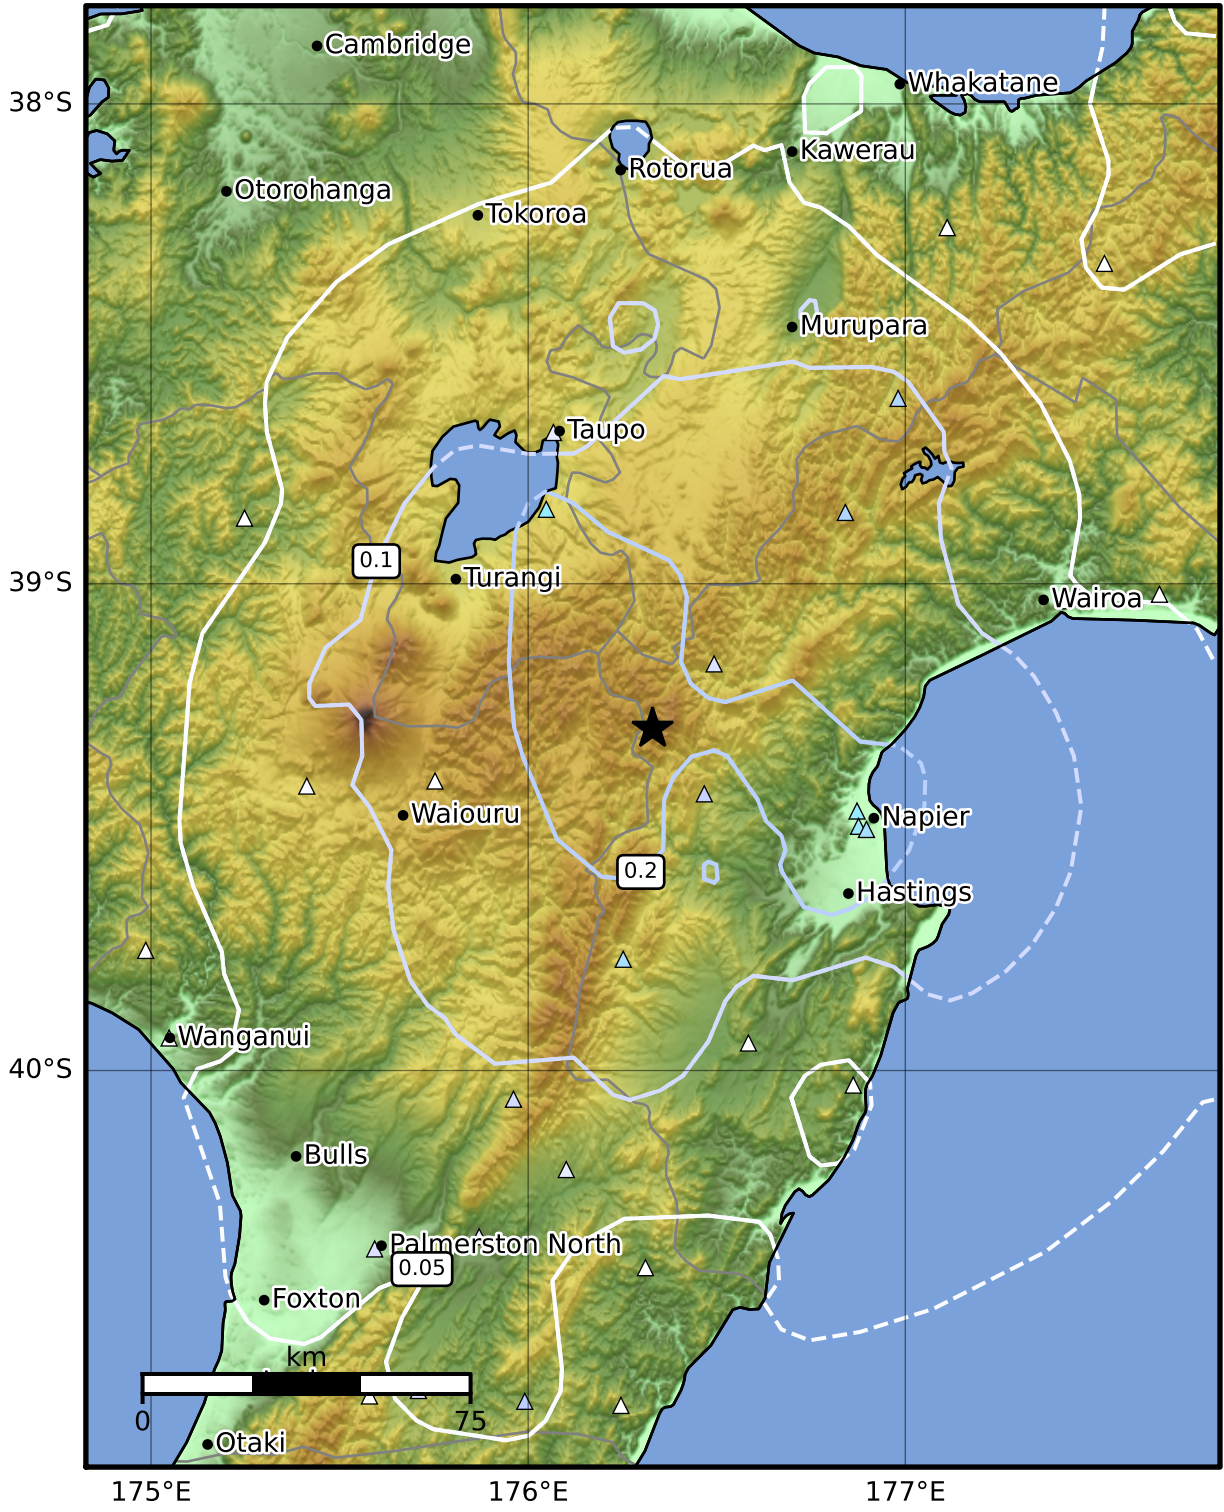 Cambridge
38°S
Whakatane
Kawerau
Rotorua
Otorohanga
Tokoroa
Murupara
Taupo
0.1
Turangi
39°S
Wairoa
Waiouru
Napier
0.2
Hastings
Wanganui
40°S
Bulls
Palmerston North
0.05
Foxton
km
0
75
Otaki
175°E
176°E
177°E